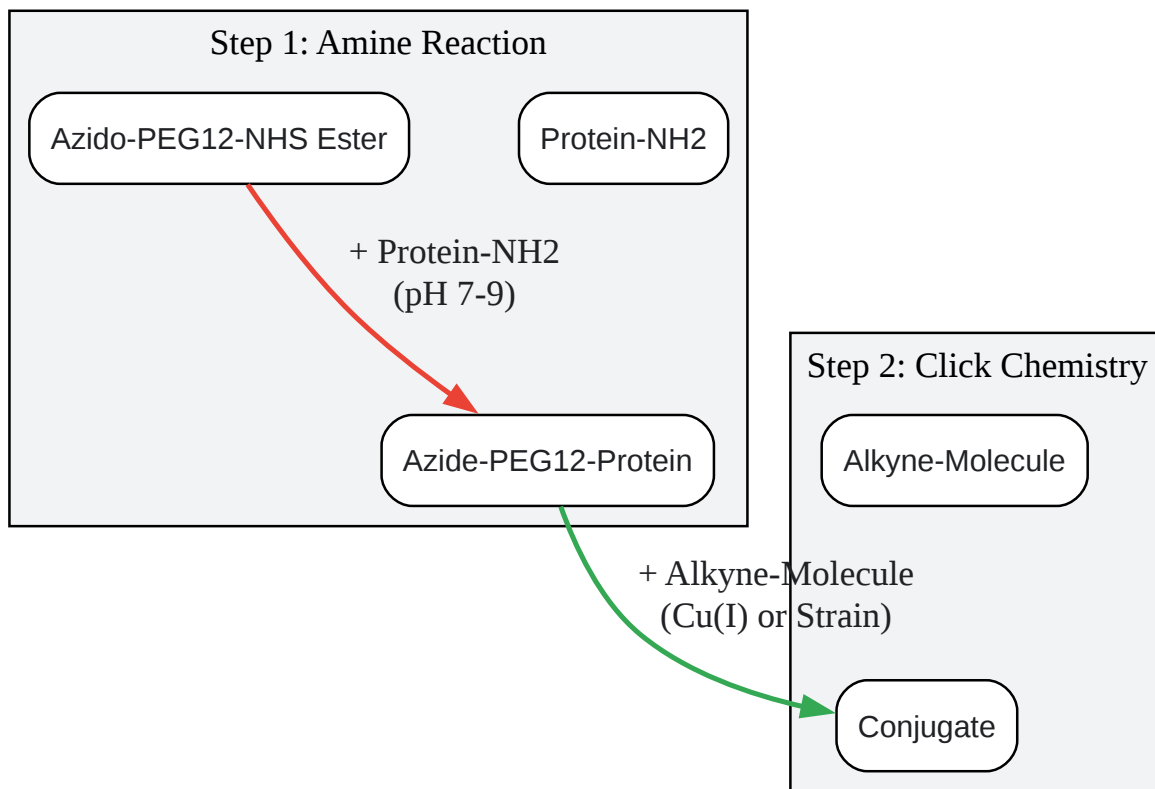 Step 1: Amine Reaction
Azido-PEG12-NHS Ester
Protein-NH2
+ Protein-NH2
(pH 7-9)
Azide-PEG12-Protein
Step 2: Click Chemistry
Alkyne-Molecule
+ Alkyne-Molecule
(Cu(I) or Strain)
Conjugate